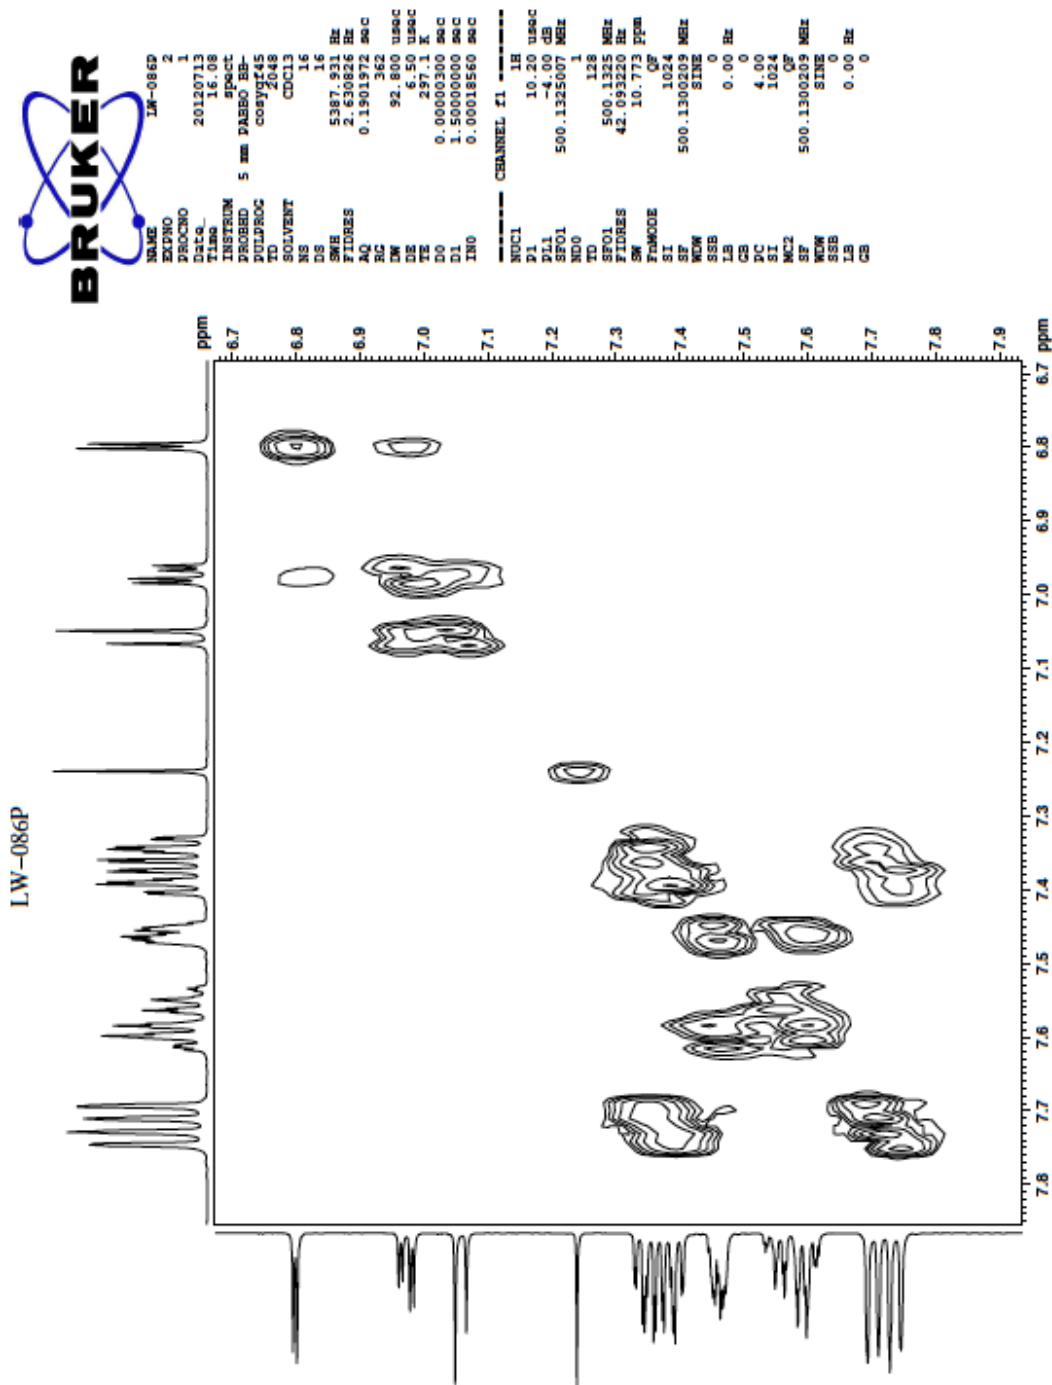 LW-086P
BRUKER
NAME LW-086P
EXPNO 2
PROCNO 1
Date_ 20120713
Time 16.08
INSTRUM spect
PROBHD 5 mm PABBO BB-
PULPROG cosyqf45
TD 2048
SOLVENT CDCl3
NS 16
DS 16
SWH 5387.931 Hz
FIDRES 2.630826 Hz
AQ 0.1901972 sec
RG 362
DW 92.800 usec
DE 6.50 usec
TE 297.1 K
D0 0.00000300 sec
D1 1.50000000 sec
IN0 0.00018560 sec
======== CHANNEL f1 ========
NUC1 1H
P1 10.20 usec
PL1 -4.00 dB
SFO1 500.1325007 MHz
ND0 1
TD 128
SFO1 500.1325 MHz
FIDRES 42.093220 Hz
SW 10.773 ppm
FnMODE QF
SI 1024
SF 500.1300209 MHz
WDW SINE
SSB 0
LB 0.00 Hz
GB 0
PC 4.00
SI 1024
MC2 QF
SF 500.1300209 MHz
WDW SINE
SSB 0
LB 0.00 Hz
GB 0
ppm
6.7
6.8
6.9
7.0
7.1
7.2
7.3
7.4
7.5
7.6
7.7
7.8
7.9
7.8 7.7 7.6 7.5 7.4 7.3 7.2 7.1 7.0 6.9 6.8 6.7 ppm